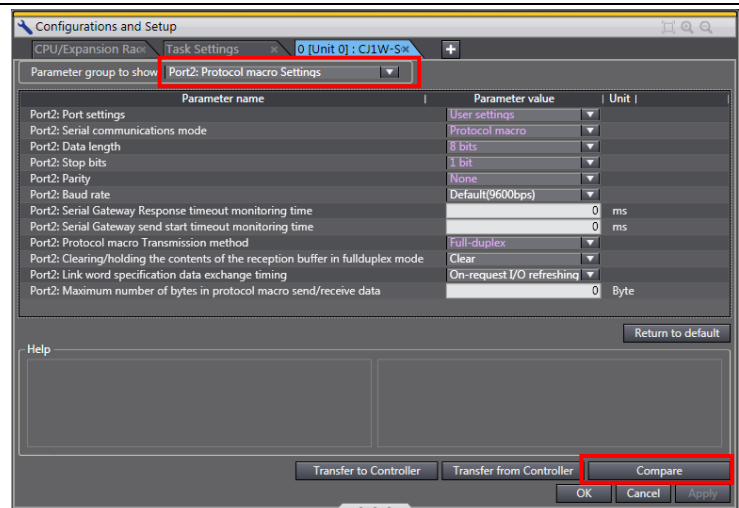 Configurations and Setup
CPU/Expansion Rac Task Settings 0 [Unit 0] : CJ1W-S
Parameter group to show Port2: Protocol macro Settings
Parameter name Parameter value Unit
Port2: Port settings User settings
Port2: Serial communications mode Protocol macro
Port2: Data length 8 bits
Port2: Stop bits 1 bit
Port2: Parity None
Port2: Baud rate Default(9600bps)
Port2: Serial Gateway Response timeout monitoring time 0 ms
Port2: Serial Gateway send start timeout monitoring time 0 ms
Port2: Protocol macro Transmission method Full-duplex
Port2: Clearing/holding the contents of the reception buffer in fullduplex mode Clear
Port2: Link word specification data exchange timing On-request I/O refreshing
Port2: Maximum number of bytes in protocol macro send/receive data 0 Byte
Return to default
Help
Transfer to Controller Transfer from Controller Compare
OK Cancel Apply